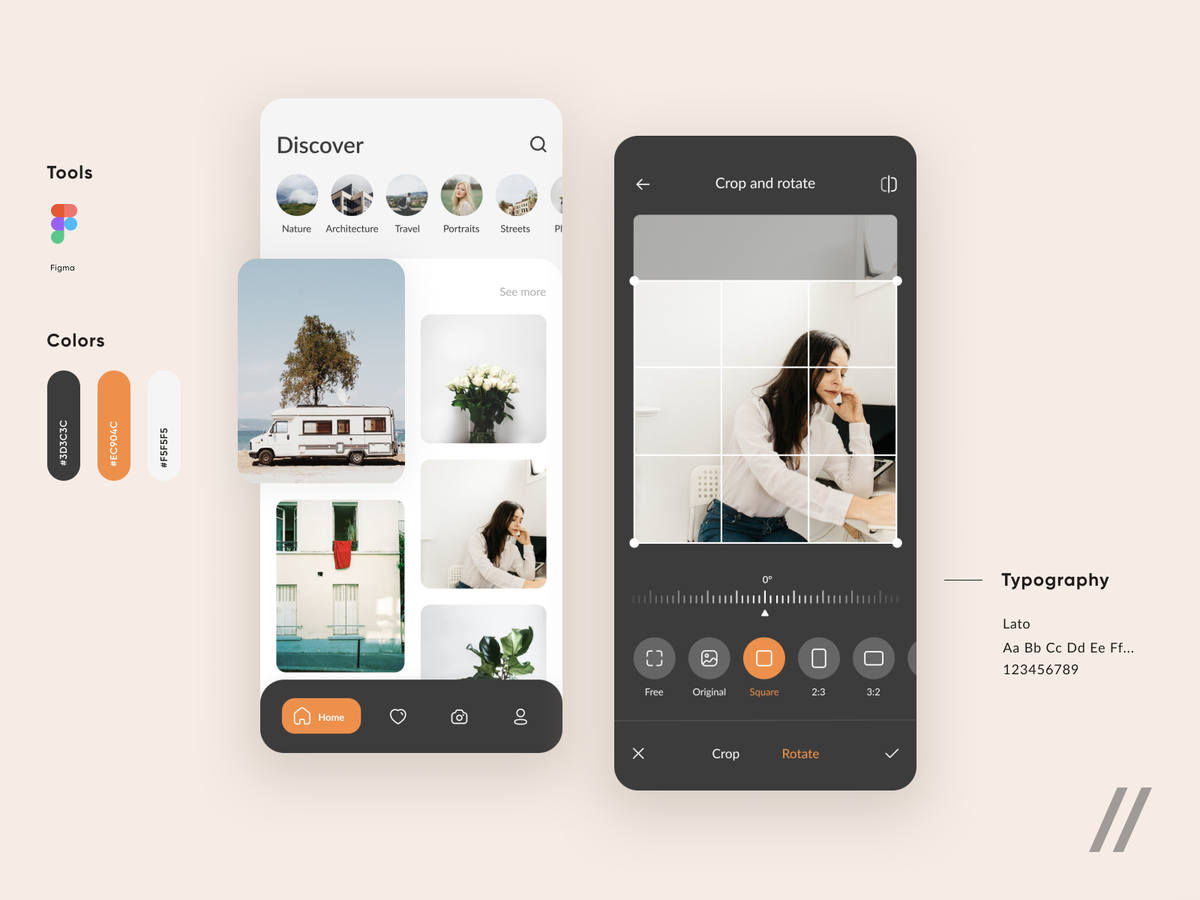 Tools
Figma
Colors
#3D3C3C
#EC904C
#F5F5F5
Discover
Nature
Architecture
Travel
Portraits
Streets
Pl
See more
Home
Crop and rotate
0°
Free
Original
Square
2:3
3:2
Crop
Rotate
Typography
Lato
Aa Bb Cc Dd Ee Ff...
123456789